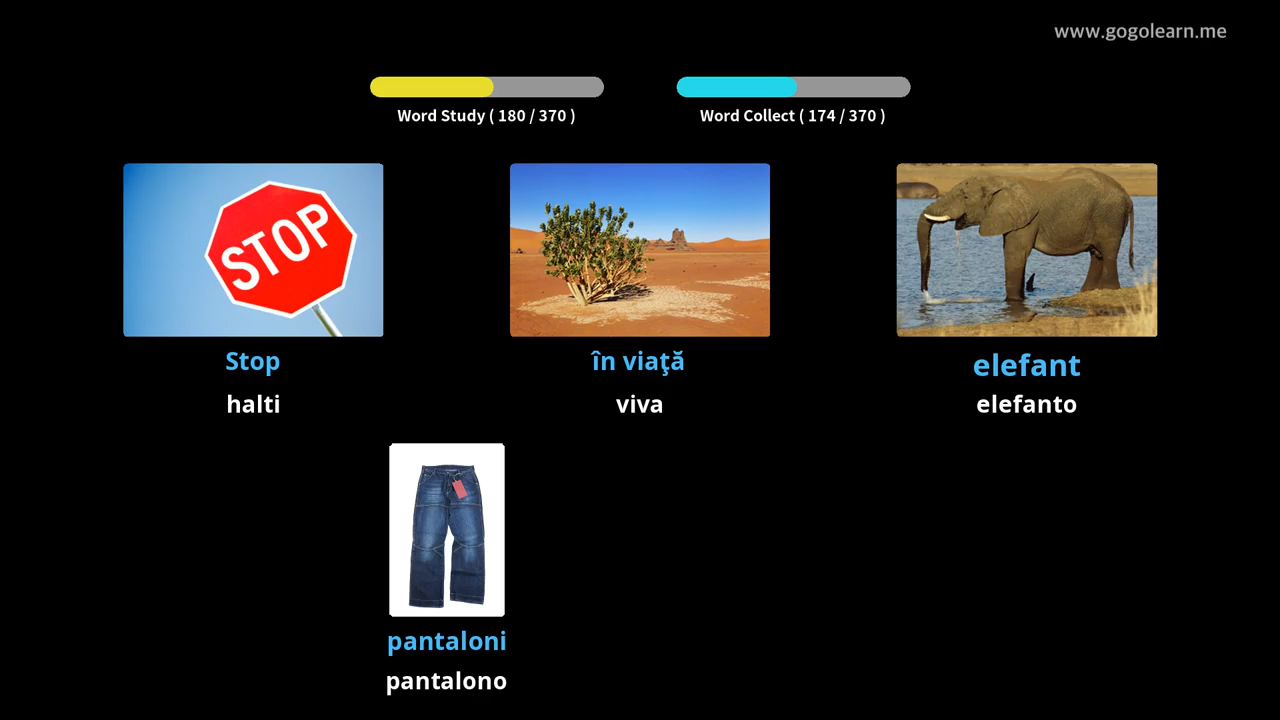 www.gogolearn.me
Word Study ( 180 / 370 )
Word Collect ( 174 / 370 )
STOP
Stop
halti
în viaţă
viva
elefant
elefanto
pantaloni
pantalono